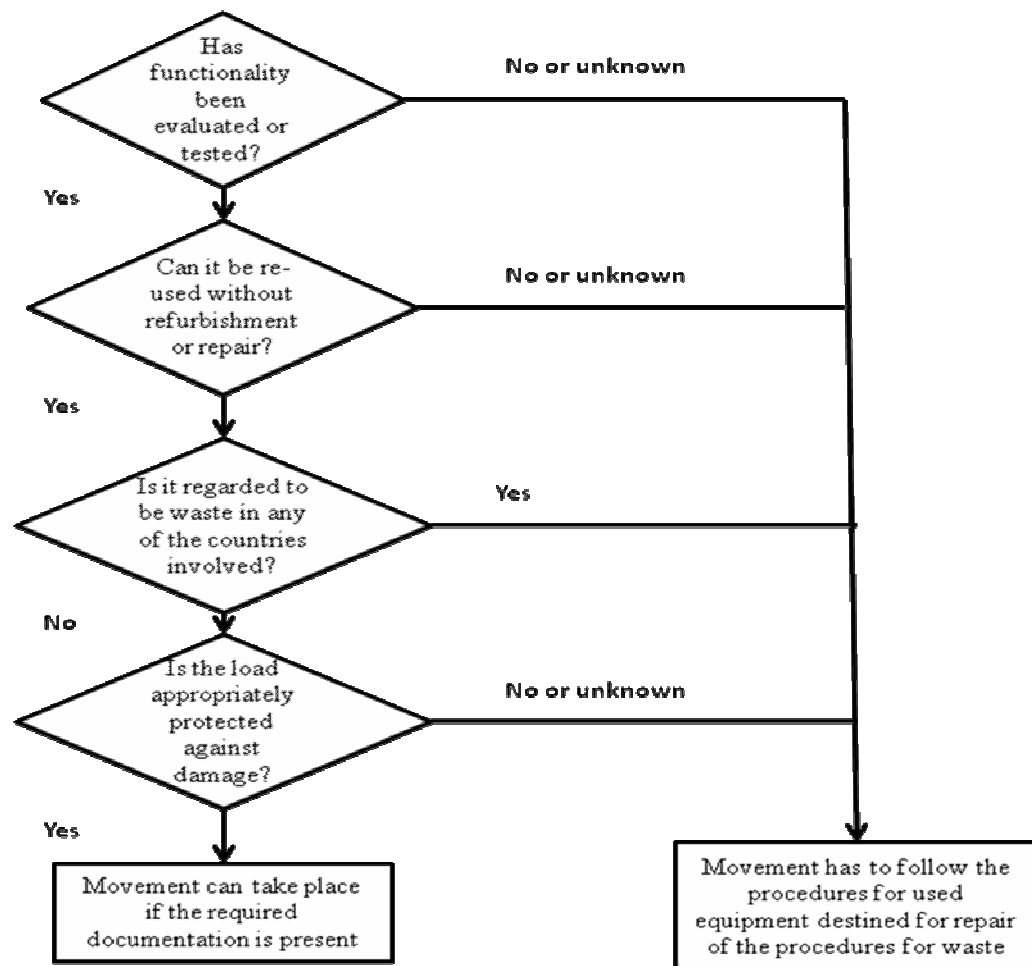 Has
functionality
been
evaluated or
tested?
No or unknown
Yes
Can it be re-
used without
refurbishment
or repair?
No or unknown
Yes
Is it regarded to
be waste in any
of the countries
involved?
Yes
No
Is the load
appropriately
protected
against
damage?
No or unknown
Yes
Movement can take place
if the required
documentation is present
Movement has to follow the
procedures for used
equipment destined for repair
of the procedures for waste